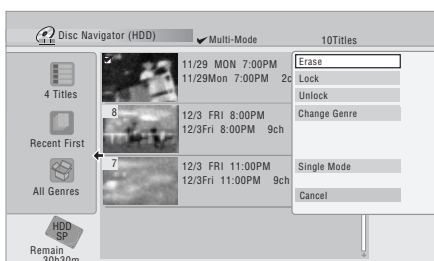 Disc Navigator (HDD)
Multi-Mode
10Titles
4 Titles
Recent First
All Genres
HDD
SP
Remain
30h30m
11/29 MON 7:00PM
11/29Mon 7:00PM 2c
8
12/3 FRI 8:00PM
12/3Fri 8:00PM 9ch
7
12/3 FRI 11:00PM
12/3Fri 11:00PM 9ch
Erase
Lock
Unlock
Change Genre
Single Mode
Cancel